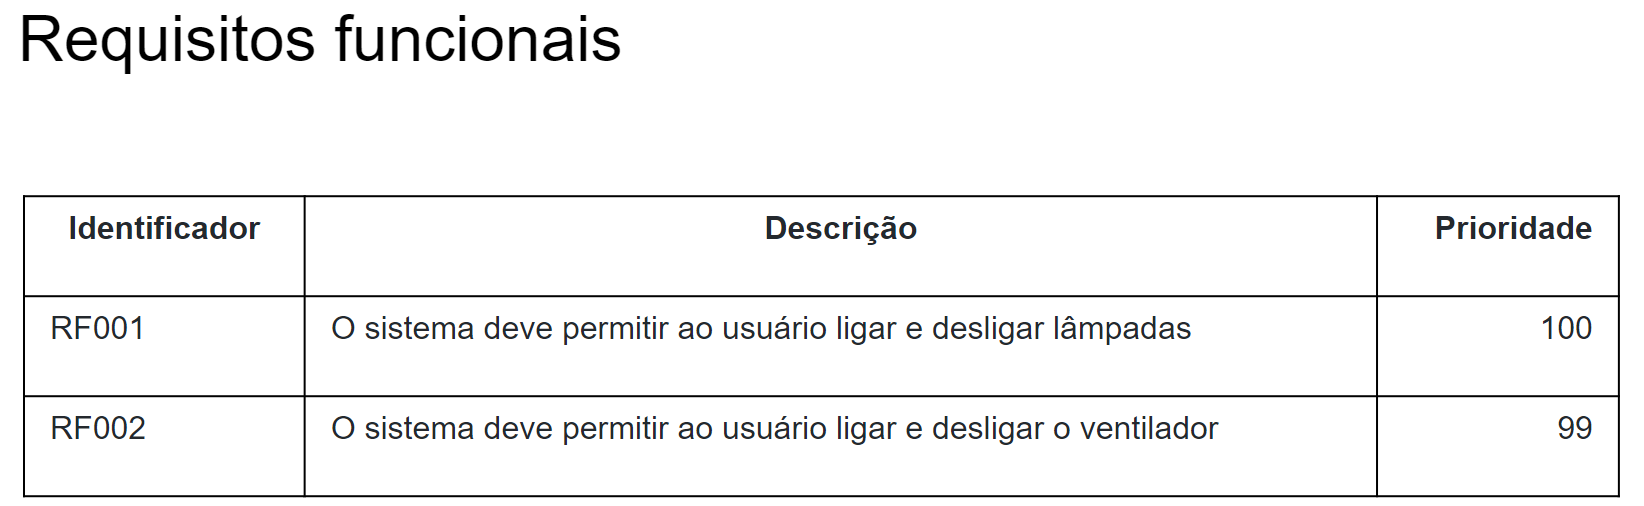 Requisitos funcionais
Identificador Descrição Prioridade
RF001 O sistema deve permitir ao usuário ligar e desligar lâmpadas 100
RF002 O sistema deve permitir ao usuário ligar e desligar o ventilador 99